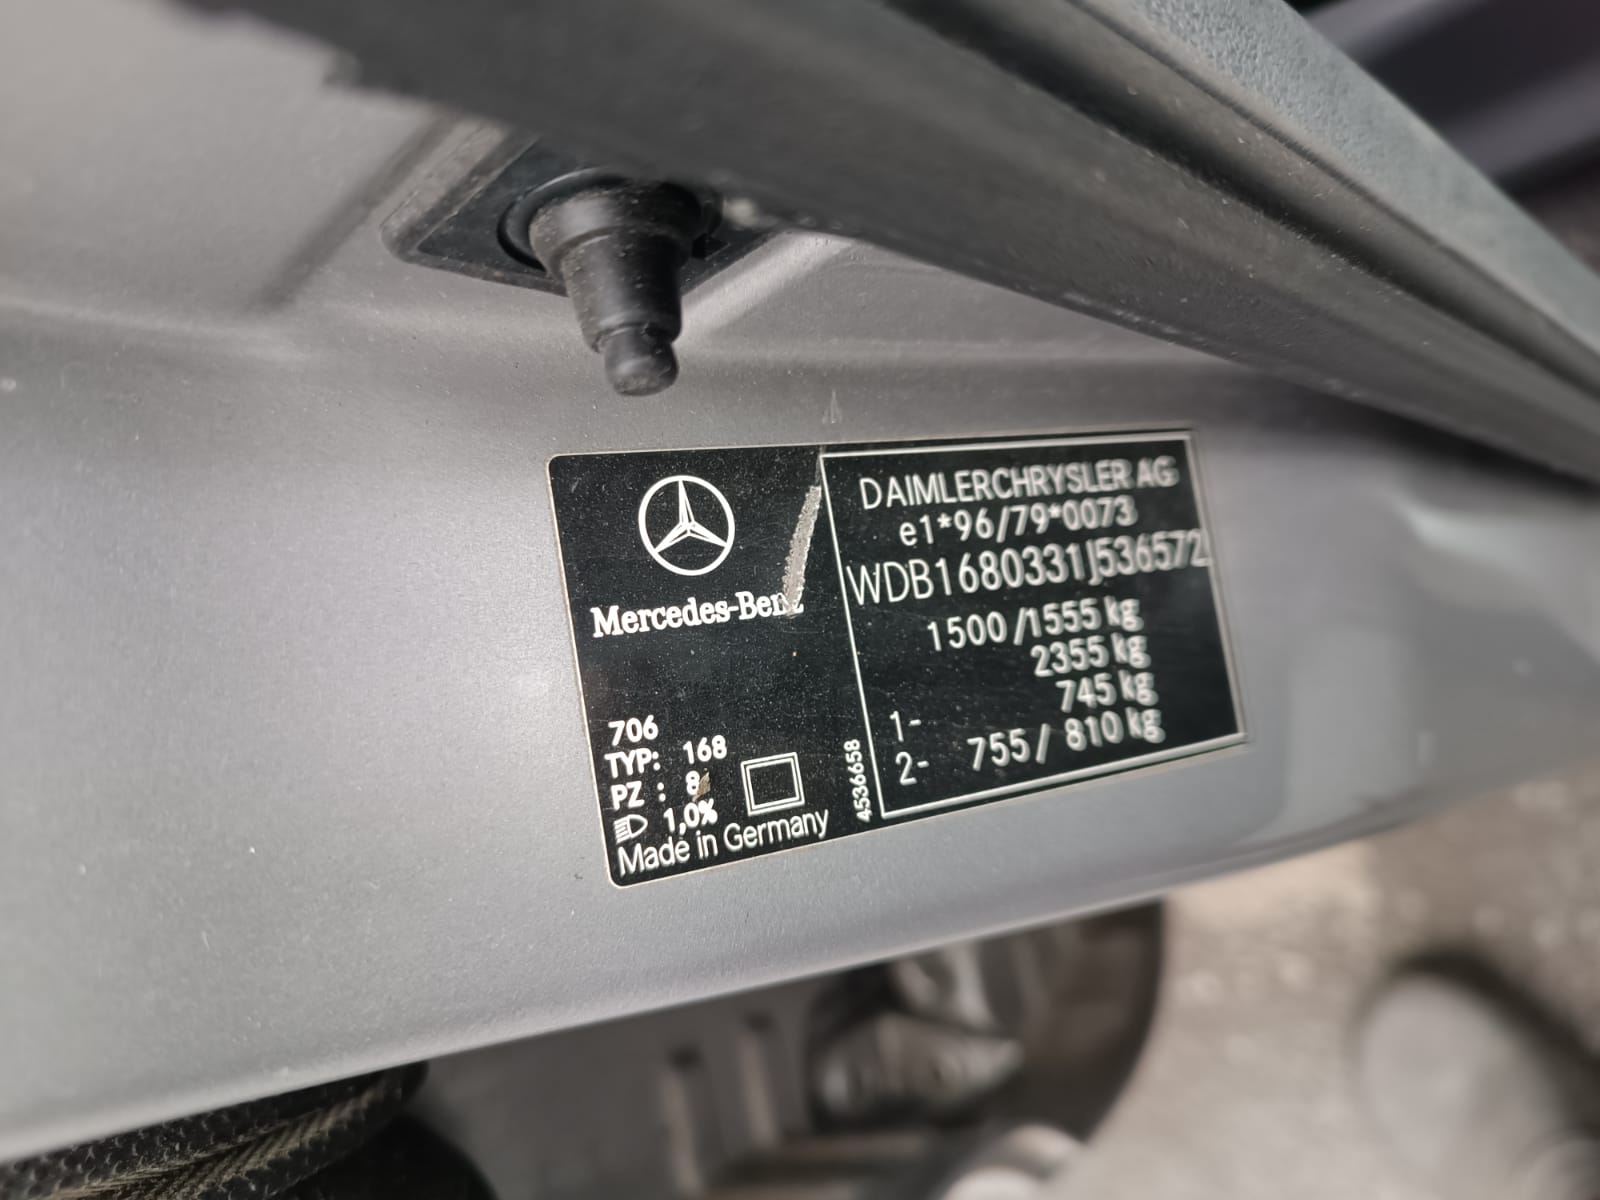 Mercedes-Benz
706
TYP: 168
PZ : 8
1,0%
Made in Germany
4536658
DAIMLERCHRYSLER AG
e1*96/79*0073
WDB1680331J536572
1500/1555 kg
2355 kg
1- 745 kg
2- 755/ 810 kg